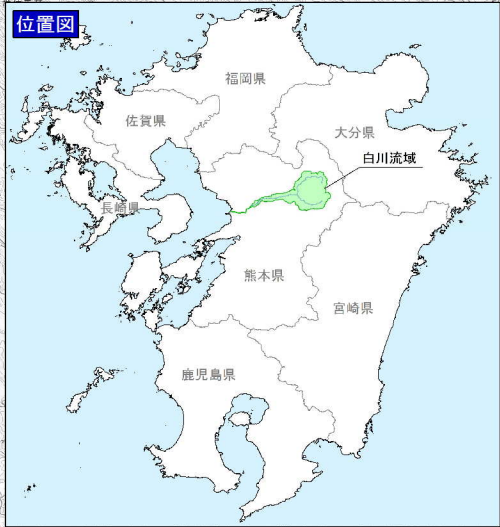 位置図
福岡県
佐賀県
大分県
白川流域
長崎県
熊本県
宮崎県
鹿児島県